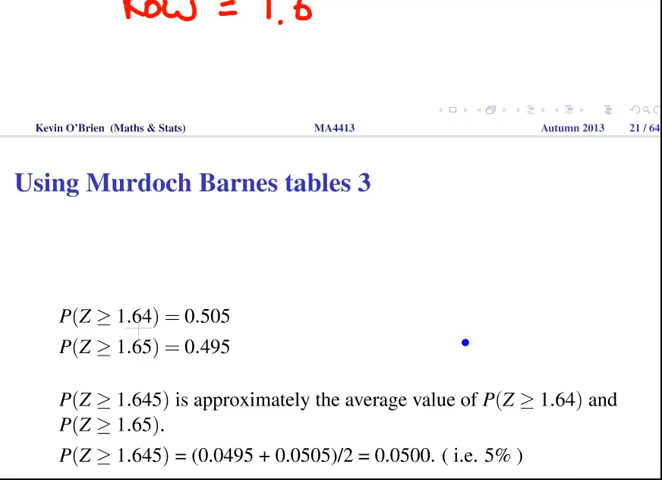 Row = 1.6
Kevin O'Brien (Maths & Stats) MA4413 Autumn 2013 21 / 64
Using Murdoch Barnes tables 3
P(Z ≥ 1.64) = 0.505
P(Z ≥ 1.65) = 0.495
P(Z ≥ 1.645) is approximately the average value of P(Z ≥ 1.64) and
P(Z ≥ 1.65).
P(Z ≥ 1.645) = (0.0495 + 0.0505)/2 = 0.0500. ( i.e. 5% )